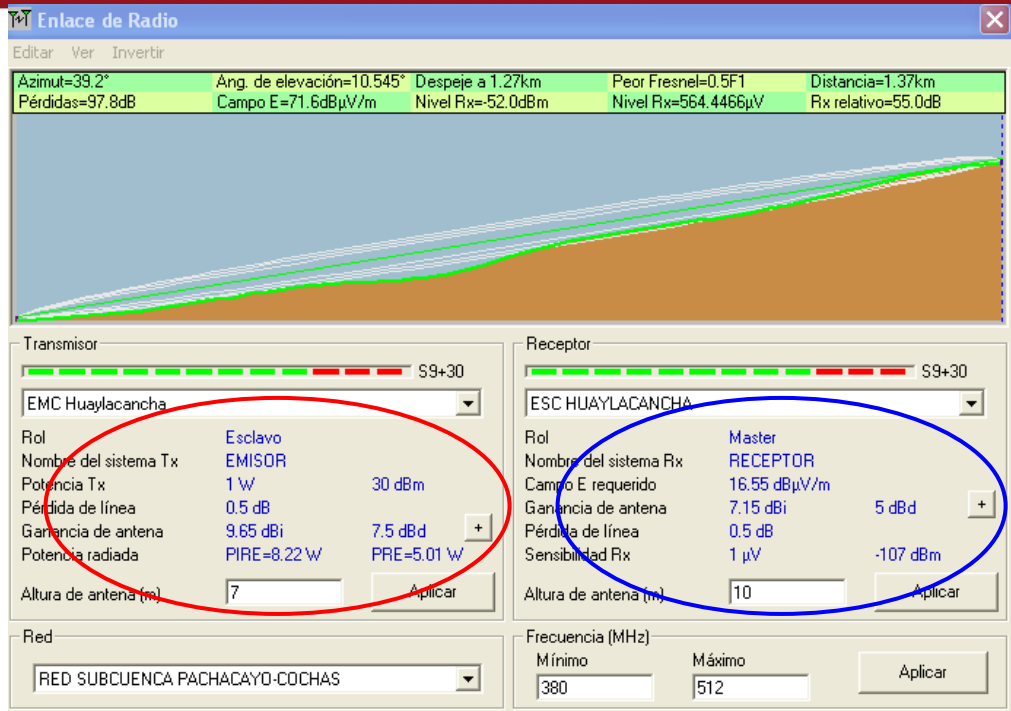 Enlace de Radio
Editar Ver Invertir
Azimut=39.2° Ang. de elevación=10.545° Despeje a 1.27km Peor Fresnel=0.5F1 Distancia=1.37km
Pérdidas=97.8dB Campo E=71.6dBµV/m Nivel Rx=-52.0dBm Nivel Rx=564.4466µV Rx relativo=55.0dB
Transmisor
S9+30
EMC Huaylacancha
Rol Esclavo
Nombre del sistema Tx EMISOR
Potencia Tx 1 W 30 dBm
Pérdida de línea 0.5 dB
Ganancia de antena 9.65 dBi 7.5 dBd +
Potencia radiada PIRE=8.22 W PRE=5.01 W
Altura de antena (m) 7 Aplicar
Receptor
S9+30
ESC HUAYLACANCHA
Rol Master
Nombre del sistema Rx RECEPTOR
Campo E requerido 16.55 dBµV/m
Ganancia de antena 7.15 dBi 5 dBd +
Pérdida de línea 0.5 dB
Sensibilidad Rx 1 µV -107 dBm
Altura de antena (m) 10 Aplicar
Red
RED SUBCUENCA PACHACAYO-COCHAS
Frecuencia (MHz)
Mínimo Máximo
380 512 Aplicar